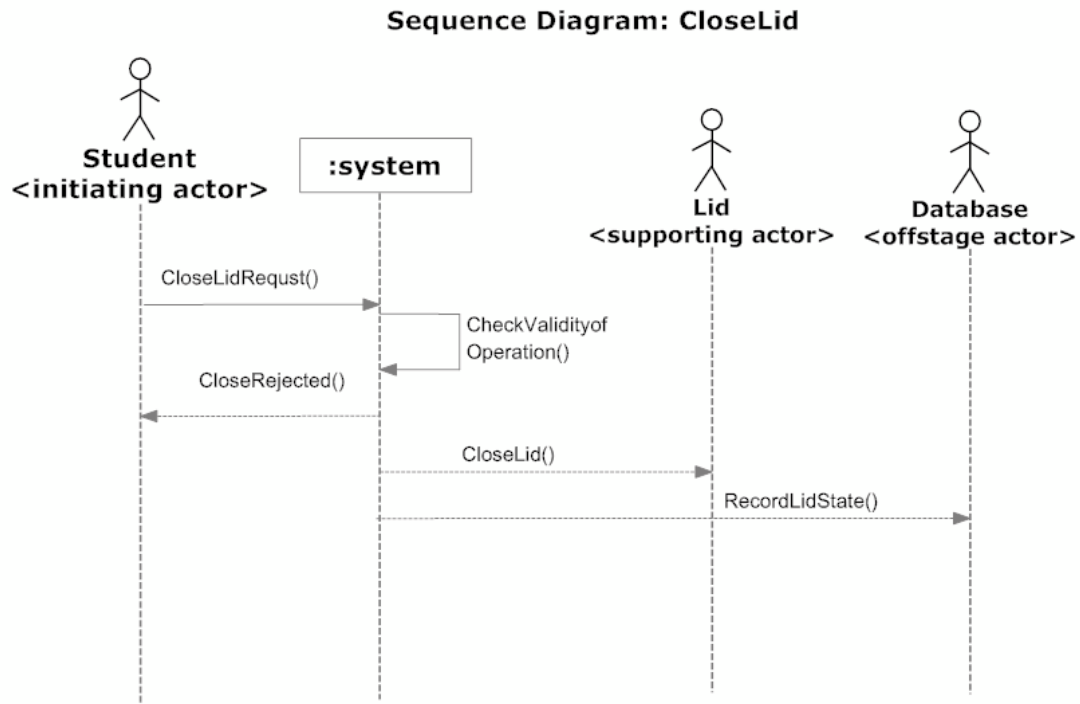 Sequence Diagram: CloseLid
Student
<initiating actor>
:system
Lid
<supporting actor>
Database
<offstage actor>
CloseLidRequst()
CheckValidityof
Operation()
CloseRejected()
CloseLid()
RecordLidState()